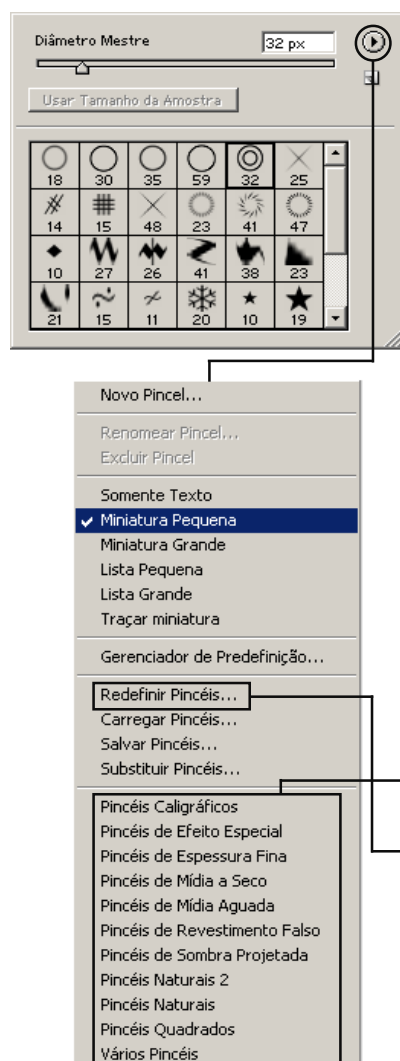 Diâmetro Mestre 32 px
Usar Tamanho da Amostra
18 30 35 59 32 25
14 15 48 23 41 47
10 27 26 41 38 23
21 15 11 20 10 19
Novo Pincel...
Renomear Pincel...
Excluir Pincel
Somente Texto
Miniatura Pequena
Miniatura Grande
Lista Pequena
Lista Grande
Traçar miniatura
Gerenciador de Predefinição...
Redefinir Pincéis...
Carregar Pincéis...
Salvar Pincéis...
Substituir Pincéis...
Pincéis Caligráficos
Pincéis de Efeito Especial
Pincéis de Espessura Fina
Pincéis de Mídia a Seco
Pincéis de Mídia Aguada
Pincéis de Revestimento Falso
Pincéis de Sombra Projetada
Pincéis Naturais 2
Pincéis Naturais
Pincéis Quadrados
Vários Pincéis